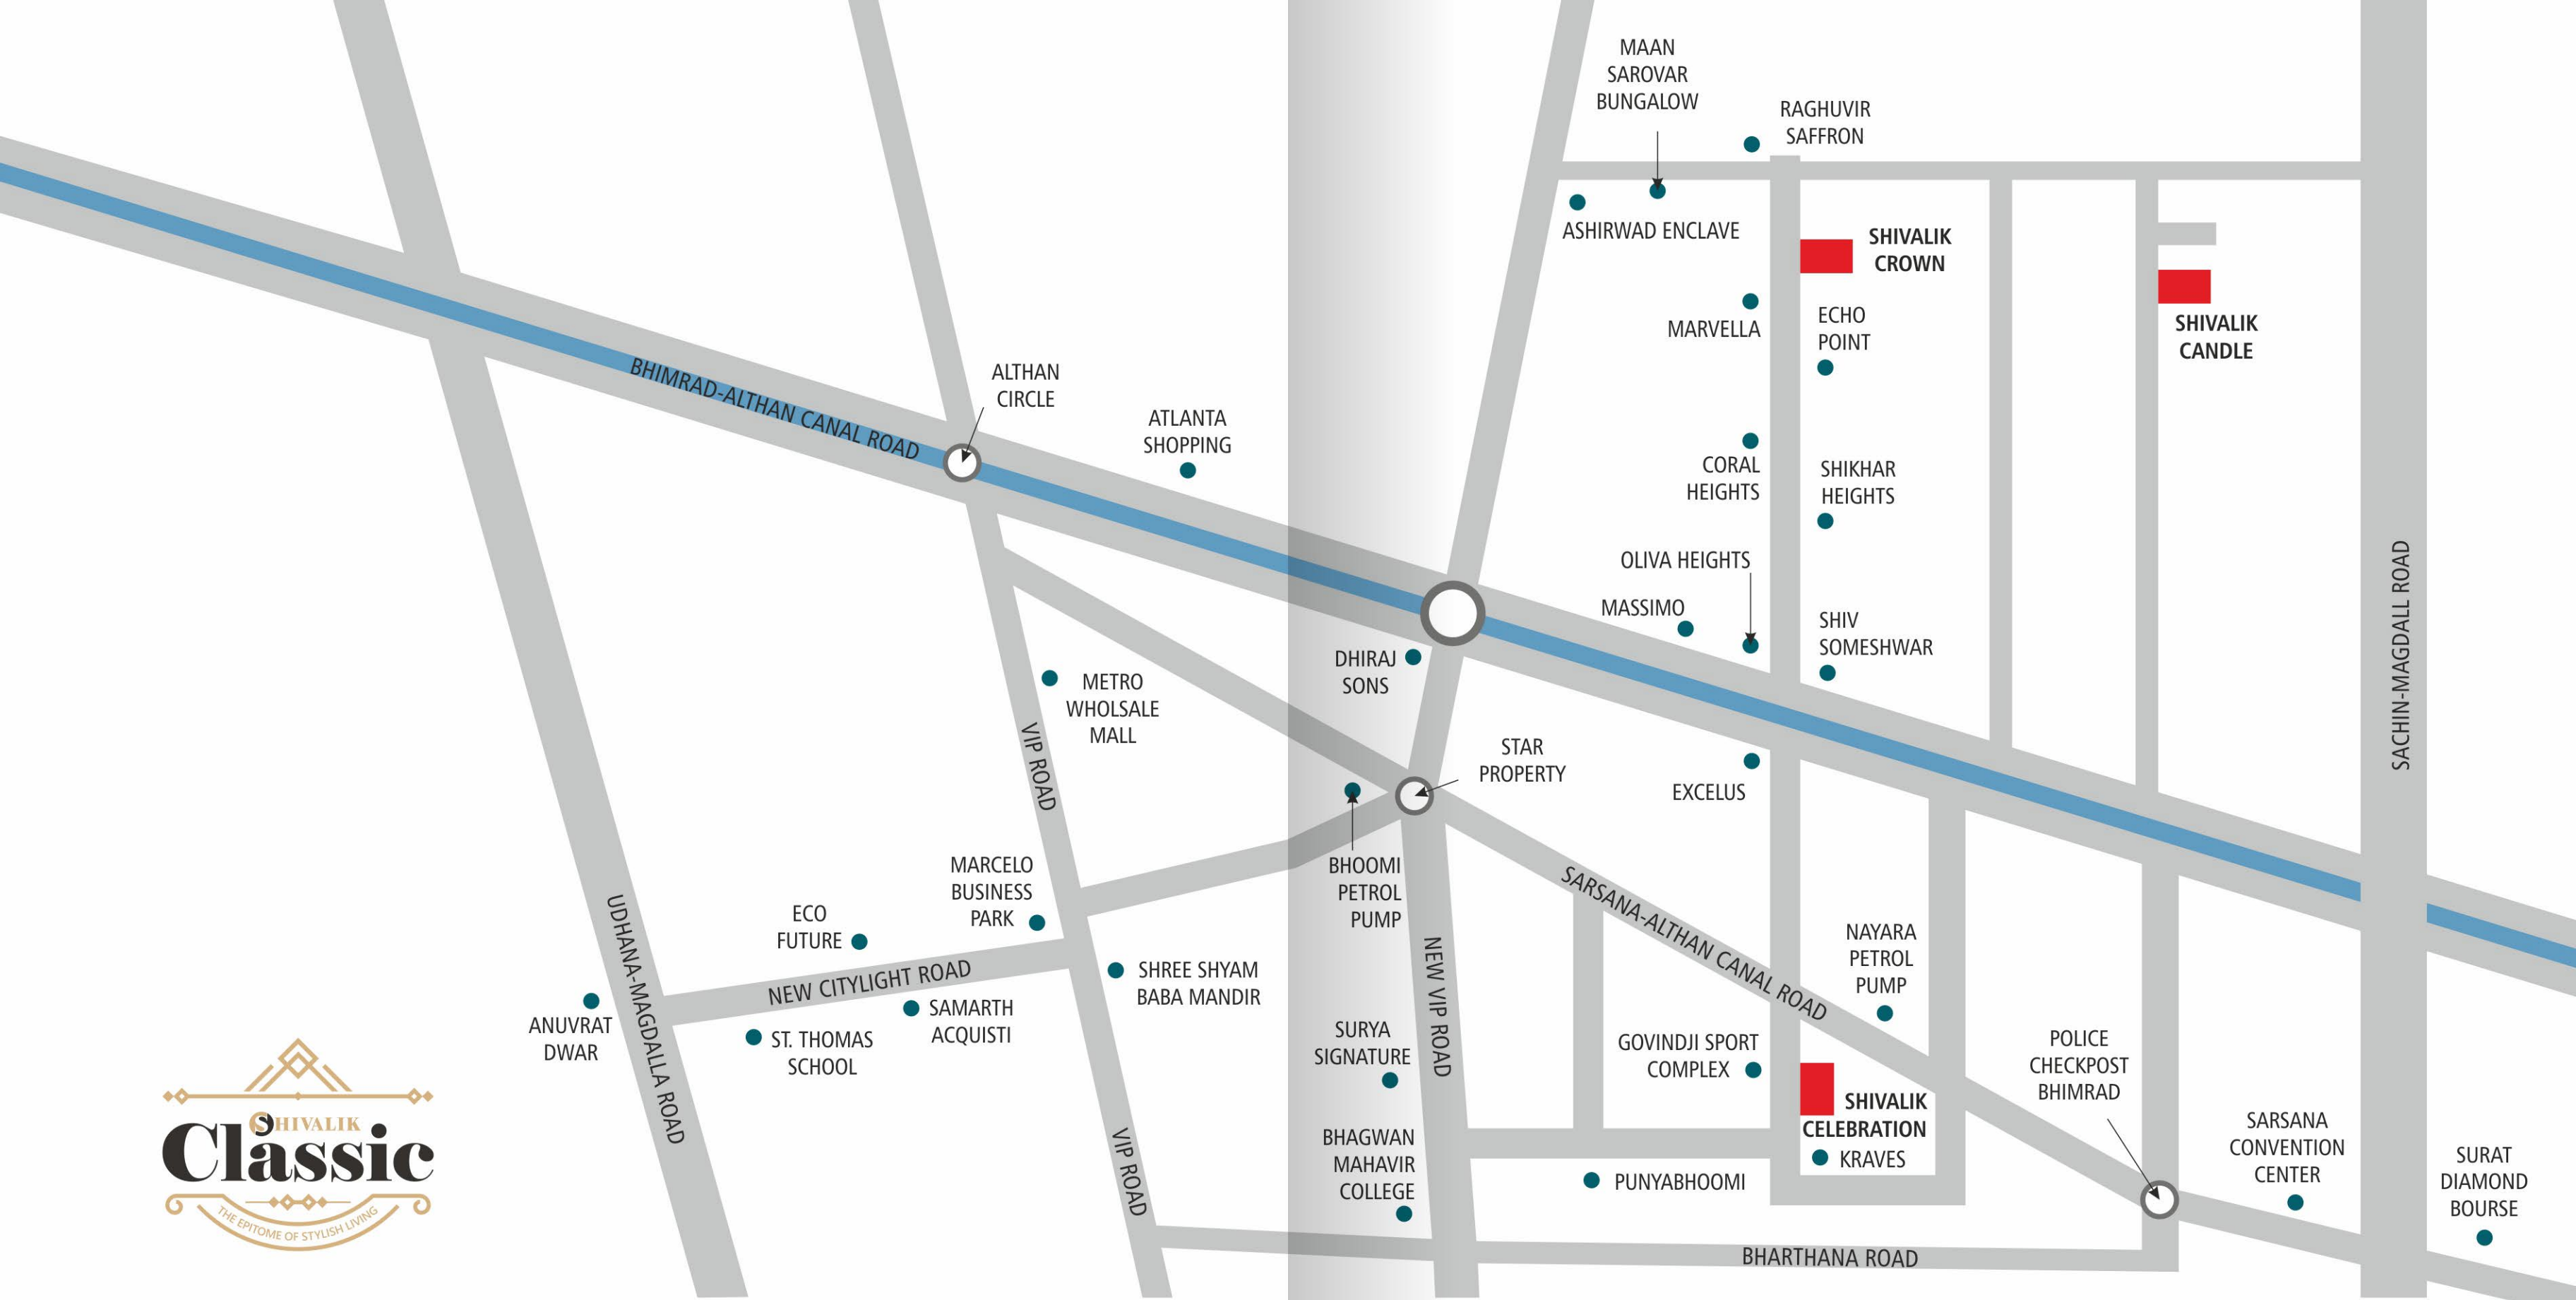 MAAN
SAROVAR
BUNGALOW
RAGHUVIR
SAFFRON
ASHIRWAD ENCLAVE
SHIVALIK
CROWN
MARVELLA
ECHO
POINT
SHIVALIK
CANDLE
BHIMRAD-ALTHAN CANAL ROAD
ALTHAN
CIRCLE
ATLANTA
SHOPPING
CORAL
HEIGHTS
SHIKHAR
HEIGHTS
OLIVA HEIGHTS
MASSIMO
SHIV
SOMESHWAR
SACHIN-MAGDALL ROAD
DHIRAJ
SONS
METRO
WHOLSALE
MALL
VIP ROAD
STAR
PROPERTY
EXCELUS
BHOOMI
PETROL
PUMP
MARCELO
BUSINESS
PARK
ECO
FUTURE
NEW CITYLIGHT ROAD
UDHANA-MAGDALLA ROAD
SARSANA-ALTHAN CANAL ROAD
NEW VIP ROAD
NAYARA
PETROL
PUMP
SHREE SHYAM
BABA MANDIR
ANUVRAT
DWAR
ST. THOMAS
SCHOOL
SAMARTH
ACQUISTI
SURYA
SIGNATURE
GOVINDJI SPORT
COMPLEX
SHIVALIK
CELEBRATION
KRAVES
POLICE
CHECKPOST
BHIMRAD
SARSANA
CONVENTION
CENTER
SURAT
DIAMOND
BOURSE
BHAGWAN
MAHAVIR
COLLEGE
PUNYABHOOMI
VIP ROAD
BHARTHANA ROAD
SHIVALIK
Classic
THE EPITOME OF STYLISH LIVING